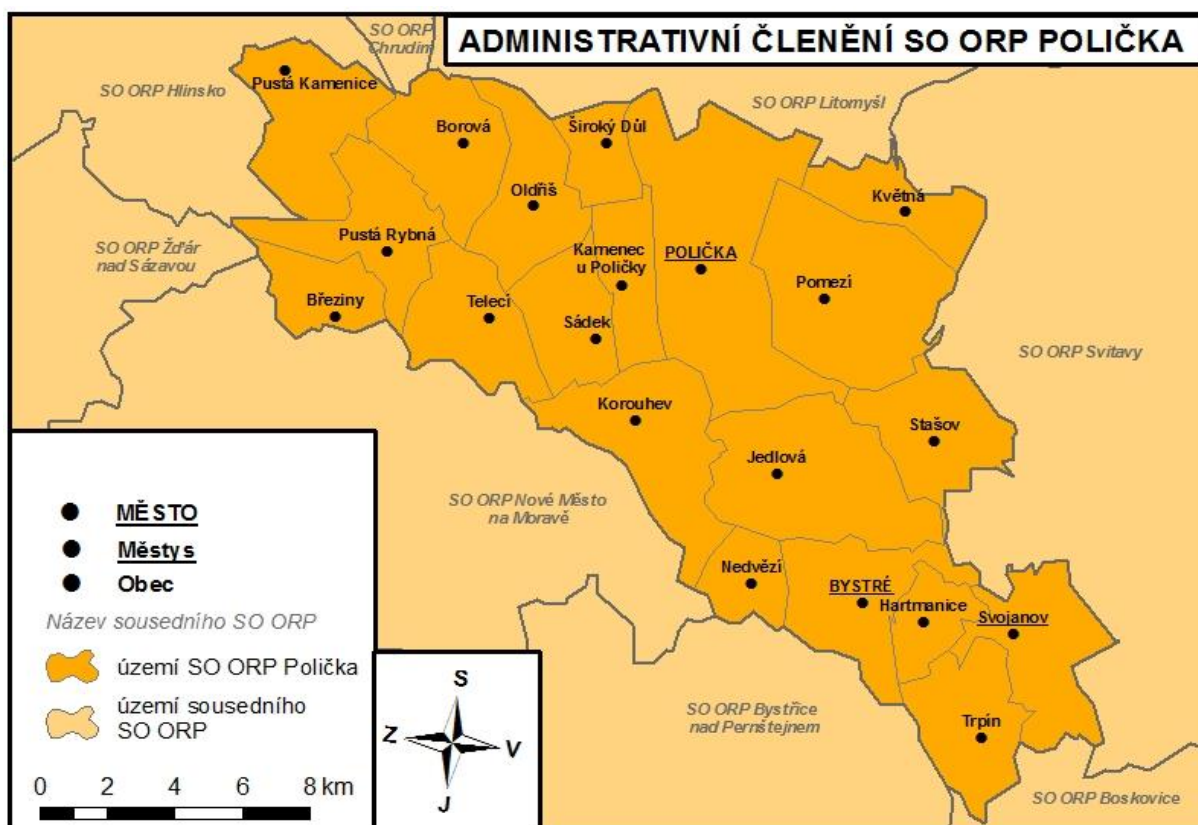 ADMINISTRATIVNÍ ČLENĚNÍ SO ORP POLIČKA
SO ORP
Chrudim
SO ORP Hlinsko
Pustá Kamenice
SO ORP Litomyšl
Borová
Široký Důl
Oldřiš
Květná
Pustá Rybná
SO ORP Žďár
nad Sázavou
Kamenec
u Poličky
POLIČKA
Pomezí
Březiny
Telecí
Sádek
SO ORP Svitavy
Korouhev
Stašov
Jedlová
SO ORP Nové Město
na Moravě
Nedvězí
BYSTRÉ
Hartmanice
Svojanov
SO ORP Bystřice
nad Pernštejnem
Trpín
SO ORP Boskovice
MĚSTO
Městys
Obec
Název sousedního SO ORP
území SO ORP Polička
území sousedního
SO ORP
0 2 4 6 8 km
S
Z
V
J